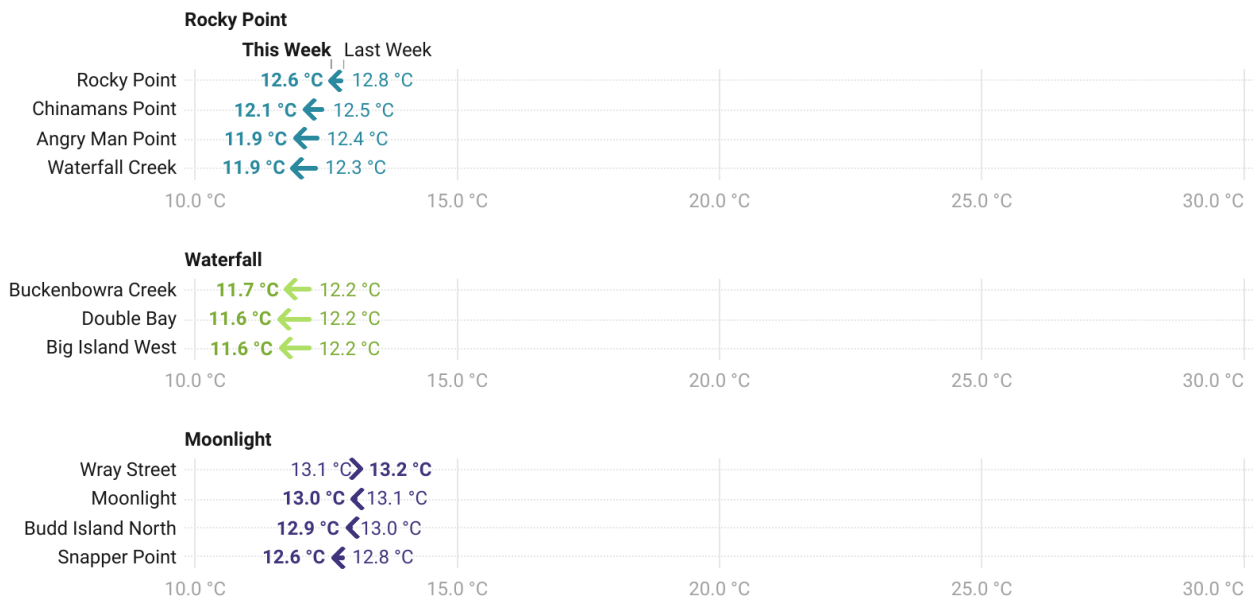 Rocky Point
This Week Last Week
Rocky Point 12.6 °C 12.8 °C
Chinamans Point 12.1 °C 12.5 °C
Angry Man Point 11.9 °C 12.4 °C
Waterfall Creek 11.9 °C 12.3 °C
10.0 °C 15.0 °C 20.0 °C 25.0 °C 30.0 °C
Waterfall
Buckenbowra Creek 11.7 °C 12.2 °C
Double Bay 11.6 °C 12.2 °C
Big Island West 11.6 °C 12.2 °C
10.0 °C 15.0 °C 20.0 °C 25.0 °C 30.0 °C
Moonlight
Wray Street 13.1 °C 13.2 °C
Moonlight 13.0 °C 13.1 °C
Budd Island North 12.9 °C 13.0 °C
Snapper Point 12.6 °C 12.8 °C
10.0 °C 15.0 °C 20.0 °C 25.0 °C 30.0 °C